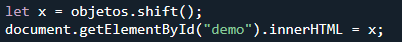 let x = objetos.shift();
document.getElementById("demo").innerHTML = x;